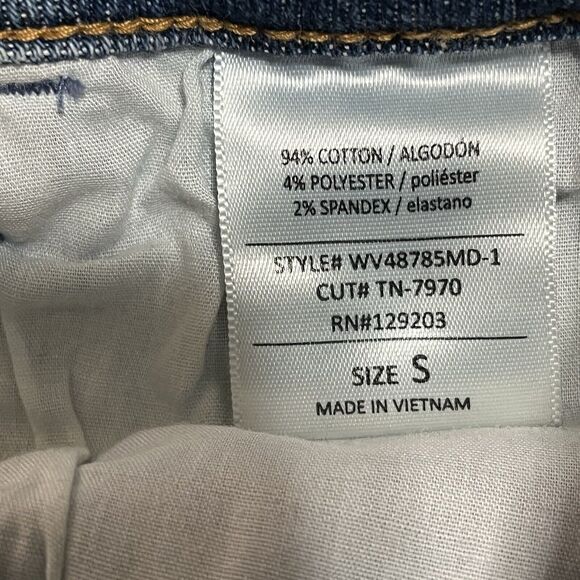 94% COTTON / ALGODÓN
4% POLYESTER / poliéster
2% SPANDEX / elastano
STYLE# WV48785MD-1
CUT# TN-7970
RN#129203
SIZE S
MADE IN VIETNAM